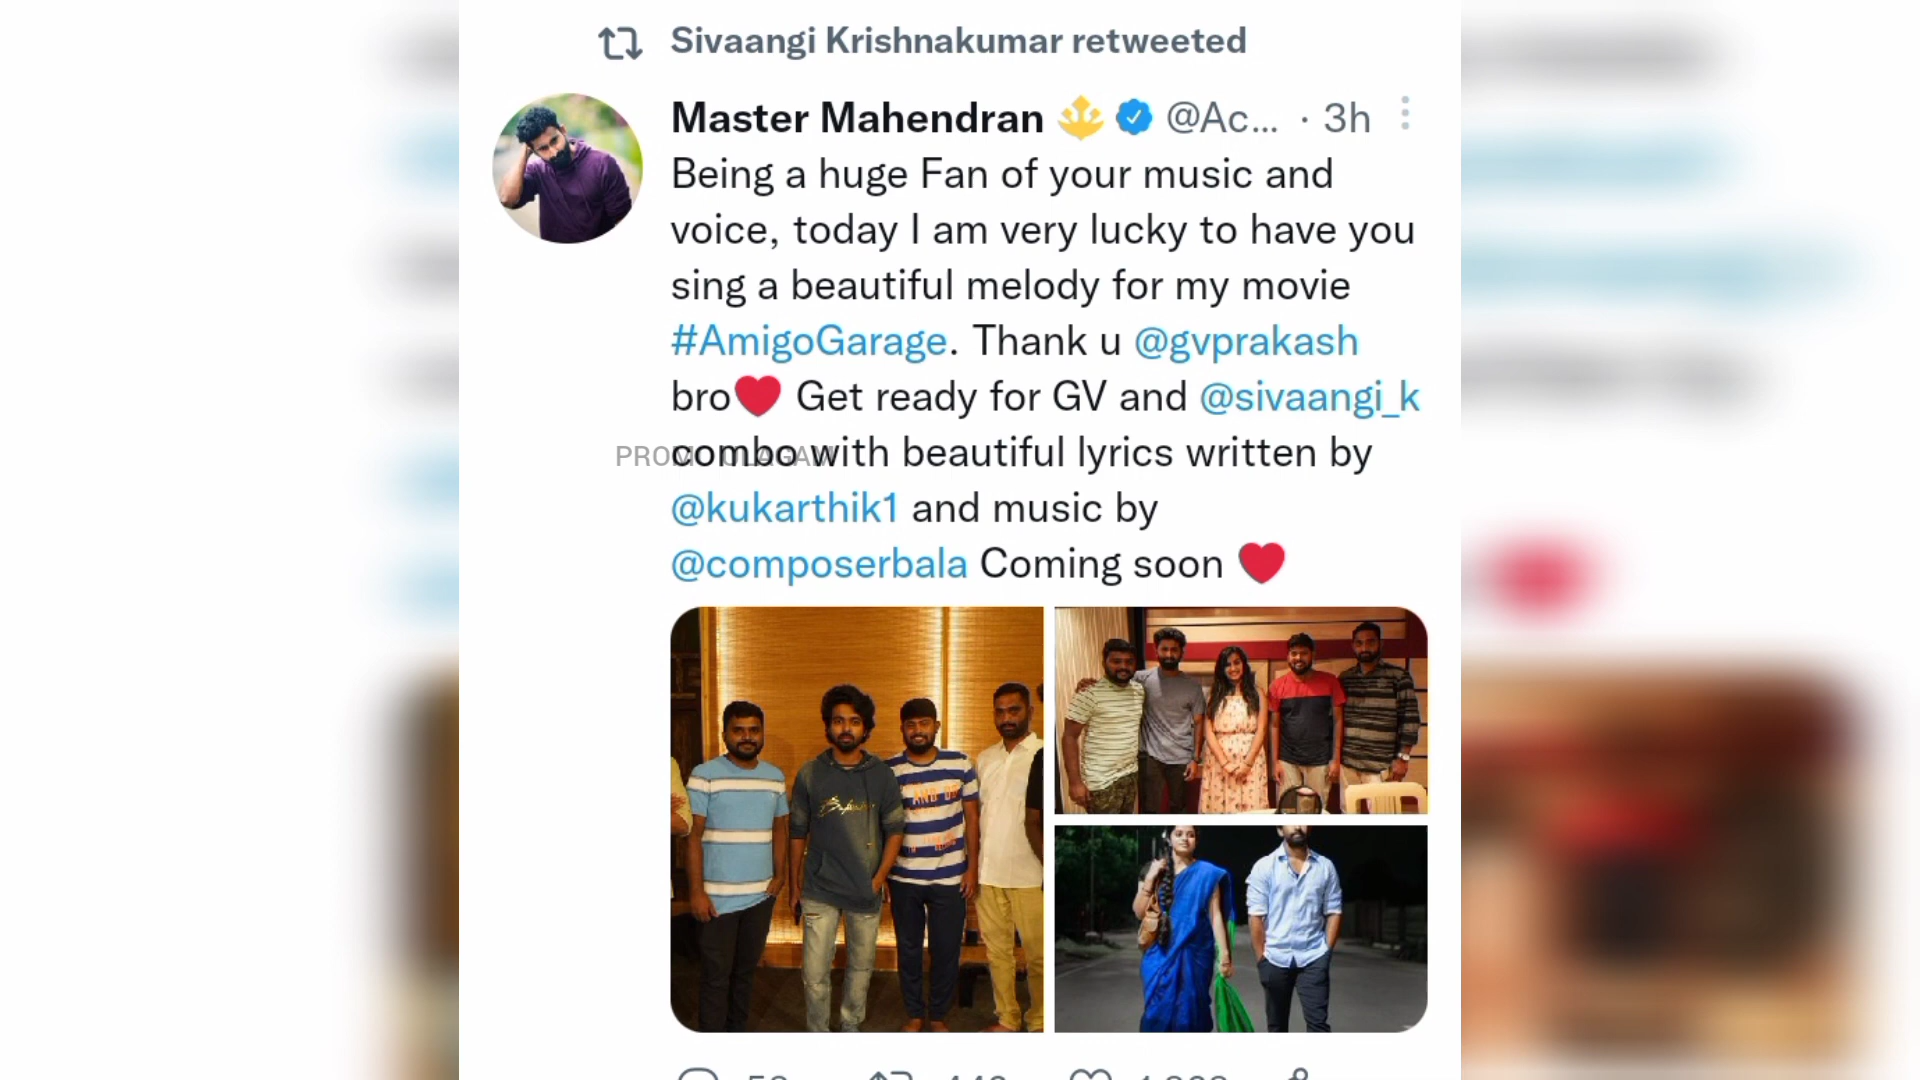 Sivaangi Krishnakumar retweeted
Master Mahendran @Ac... · 3h
Being a huge Fan of your music and
voice, today I am very lucky to have you
sing a beautiful melody for my movie
#AmigoGarage. Thank u @gvprakash
bro❤️ Get ready for GV and @sivaangi_k
combo with beautiful lyrics written by
PROMO ULAGAM
@kukarthik1 and music by
@composerbala Coming soon ❤️